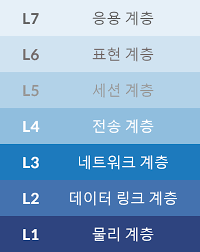 L7 응용 계층
L6 표현 계층
L5 세션 계층
L4 전송 계층
L3 네트워크 계층
L2 데이터 링크 계층
L1 물리 계층